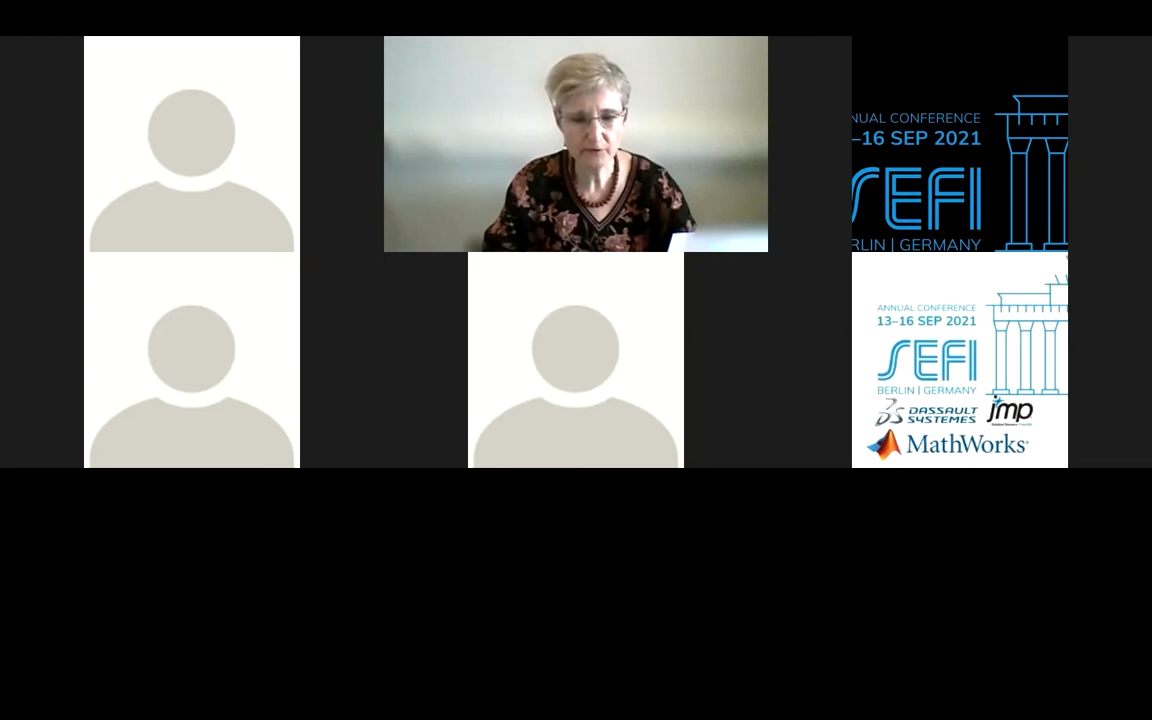 NUAL CONFERENCE
–16 SEP 2021
SEFI
RLIN | GERMANY
ANNUAL CONFERENCE
13–16 SEP 2021
SEFI
BERLIN | GERMANY
DASSAULT SYSTEMES
jmp
MathWorks®